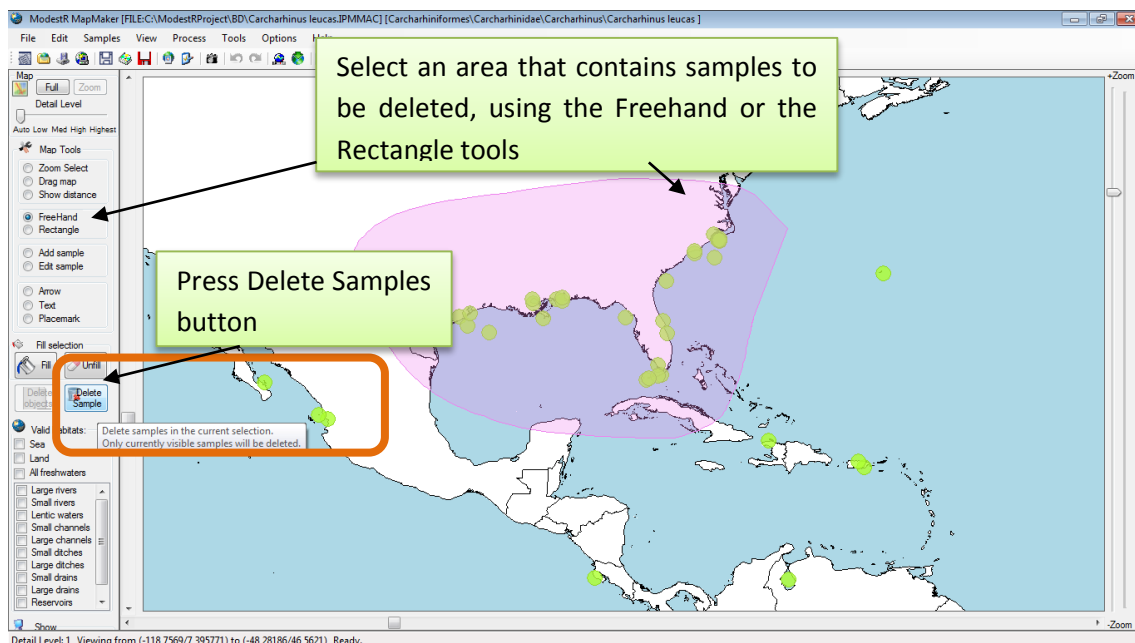 ModestR MapMaker [FILE:C:\ModestRProject\BD\Carcharhinus leucas.IPMMAC] [Carcharhiniformes\Carcharhinidae\Carcharhinus\Carcharhinus leucas ]
File Edit Samples View Process Tools Options
Map
Full Zoom
Detail Level
Auto Low Med High Highest
Map Tools
Zoom Select
Drag map
Show distance
FreeHand
Rectangle
Add sample
Edit sample
Arrow
Text
Placemark
Fill selection
Fill Unfill
Delete objects
Delete Sample
Valid habitats:
Sea
Land
All freshwaters
Large rivers
Small rivers
Lentic waters
Small channels
Large channels
Small ditches
Large ditches
Small drains
Large drains
Reservoirs
Show
Select an area that contains samples to
be deleted, using the Freehand or the
Rectangle tools
Press Delete Samples
button
Delete samples in the current selection.
Only currently visible samples will be deleted.
+Zoom
-Zoom
Detail Level: 1 Viewing from (-118.7569/7.395771) to (-48.28186/46.5621) Ready.